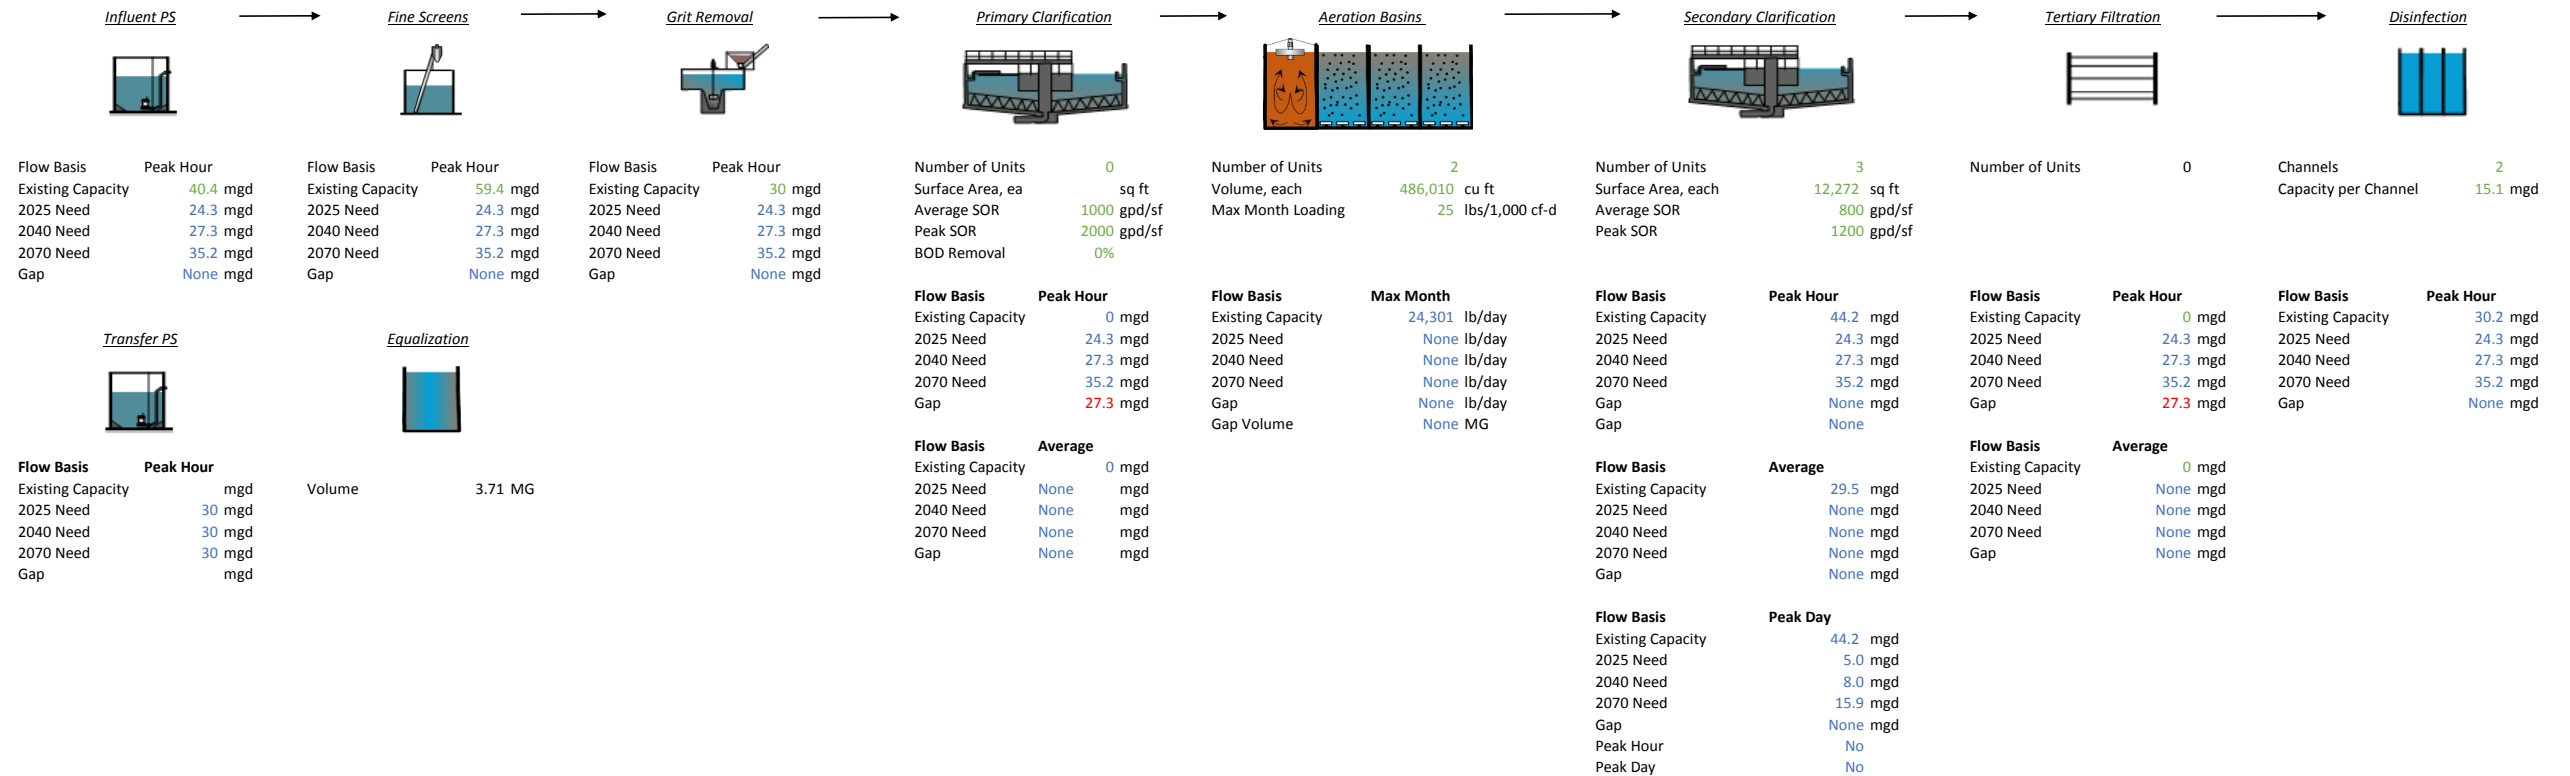 Influent PS
Fine Screens
Grit Removal
Primary Clarification
Aeration Basins
Secondary Clarification
Tertiary Filtration
Disinfection
Flow Basis Peak Hour
Existing Capacity 40.4 mgd
2025 Need 24.3 mgd
2040 Need 27.3 mgd
2070 Need 35.2 mgd
Gap None mgd
Flow Basis Peak Hour
Existing Capacity 59.4 mgd
2025 Need 24.3 mgd
2040 Need 27.3 mgd
2070 Need 35.2 mgd
Gap None mgd
Flow Basis Peak Hour
Existing Capacity 30 mgd
2025 Need 24.3 mgd
2040 Need 27.3 mgd
2070 Need 35.2 mgd
Gap None mgd
Transfer PS
Flow Basis Peak Hour
Existing Capacity mgd
2025 Need 30 mgd
2040 Need 30 mgd
2070 Need 30 mgd
Gap mgd
Equalization
Volume 3.71 MG
Number of Units 0
Surface Area, ea sq ft
Average SOR 1000 gpd/sf
Peak SOR 2000 gpd/sf
BOD Removal 0%
Flow Basis Peak Hour
Existing Capacity 0 mgd
2025 Need 24.3 mgd
2040 Need 27.3 mgd
2070 Need 35.2 mgd
Gap 27.3 mgd
Flow Basis Average
Existing Capacity 0 mgd
2025 Need None mgd
2040 Need None mgd
2070 Need None mgd
Gap None mgd
Number of Units 2
Volume, each 486,010 cu ft
Max Month Loading 25 lbs/1,000 cf-d
Flow Basis Max Month
Existing Capacity 24,301 lb/day
2025 Need None lb/day
2040 Need None lb/day
2070 Need None lb/day
Gap None lb/day
Gap Volume None MG
Number of Units 3
Surface Area, each 12,272 sq ft
Average SOR 800 gpd/sf
Peak SOR 1200 gpd/sf
Flow Basis Peak Hour
Existing Capacity 44.2 mgd
2025 Need 24.3 mgd
2040 Need 27.3 mgd
2070 Need 35.2 mgd
Gap None mgd
Gap None
Flow Basis Average
Existing Capacity 29.5 mgd
2025 Need None mgd
2040 Need None mgd
2070 Need None mgd
Gap None mgd
Flow Basis Peak Day
Existing Capacity 44.2 mgd
2025 Need 5.0 mgd
2040 Need 8.0 mgd
2070 Need 15.9 mgd
Gap None mgd
Peak Hour No
Peak Day No
Number of Units 0
Flow Basis Peak Hour
Existing Capacity 0 mgd
2025 Need 24.3 mgd
2040 Need 27.3 mgd
2070 Need 35.2 mgd
Gap 27.3 mgd
Flow Basis Average
Existing Capacity 0 mgd
2025 Need None mgd
2040 Need None mgd
2070 Need None mgd
Gap None mgd
Channels 2
Capacity per Channel 15.1 mgd
Flow Basis Peak Hour
Existing Capacity 30.2 mgd
2025 Need 24.3 mgd
2040 Need 27.3 mgd
2070 Need 35.2 mgd
Gap None mgd